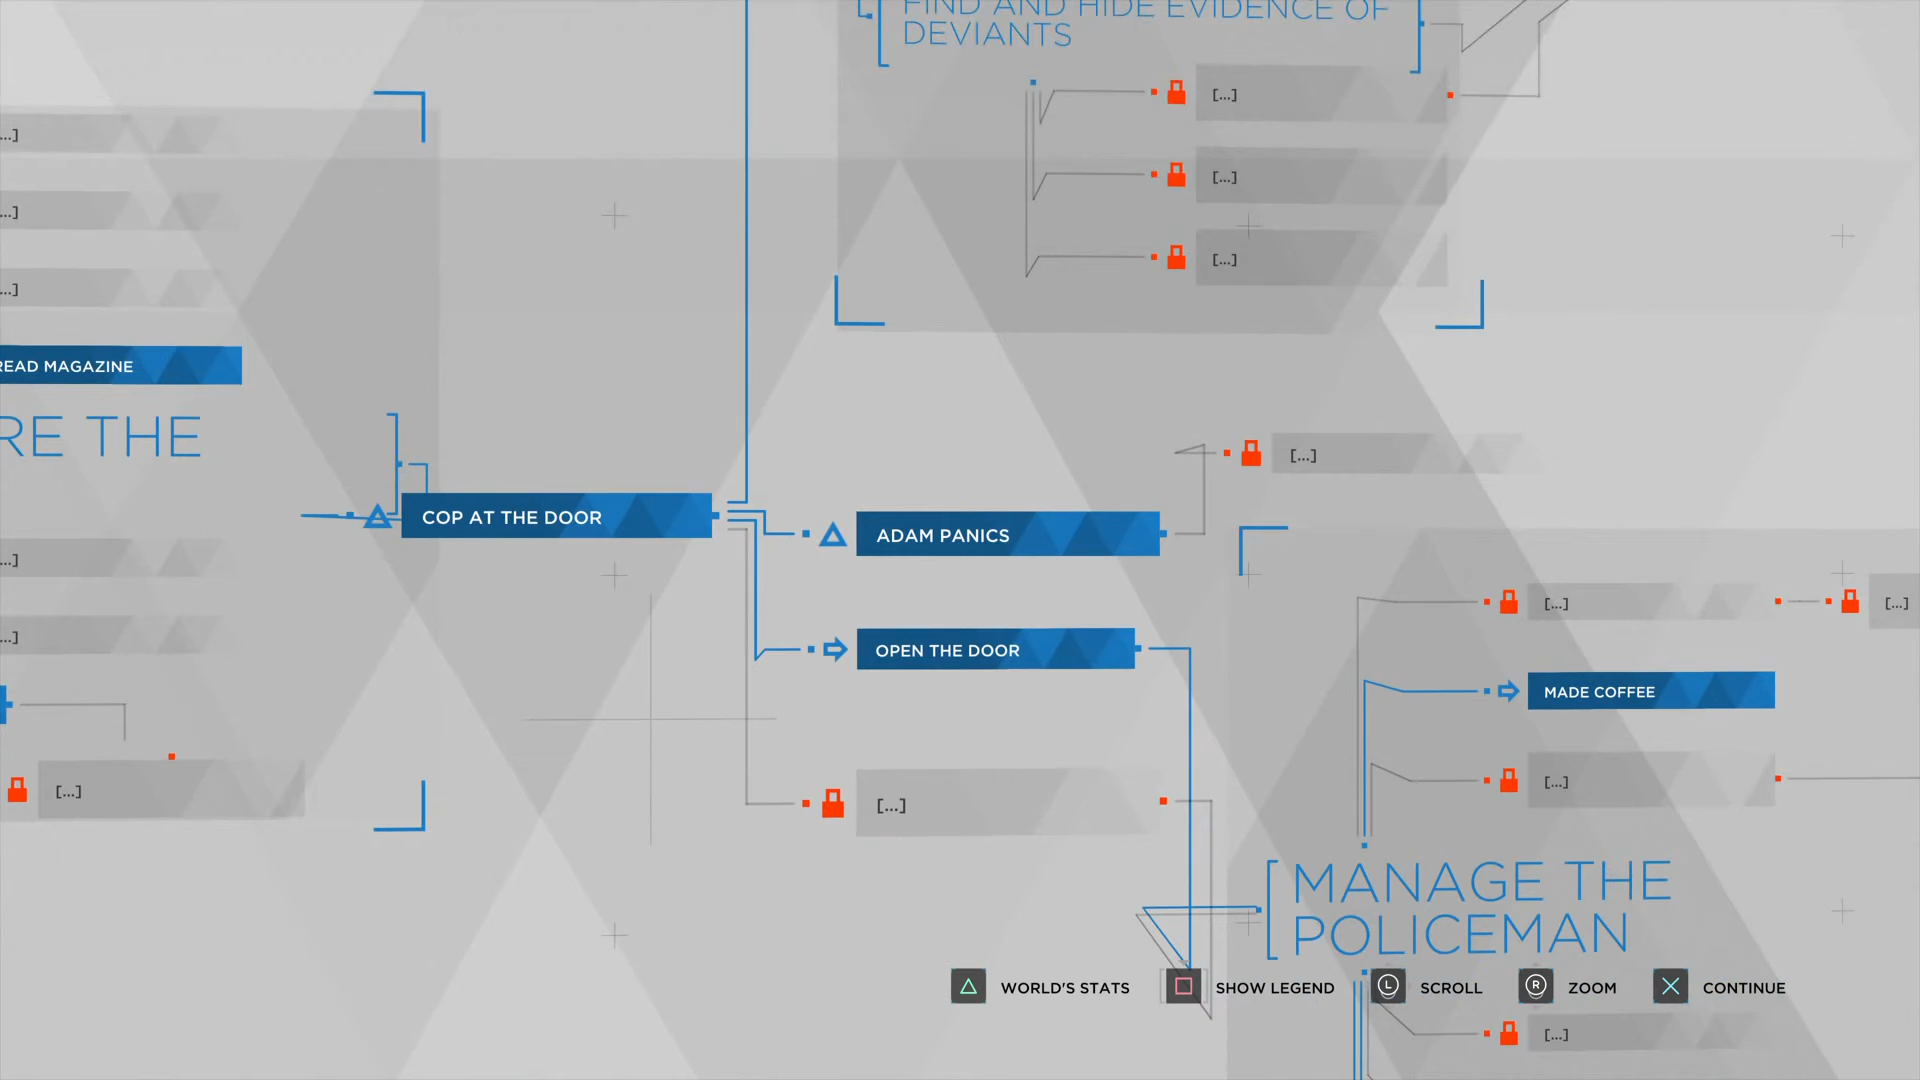 FIND AND HIDE EVIDENCE OF
DEVIANTS
[...]
[...]
[...]
...]
...]
...]
READ MAGAZINE
RE THE
COP AT THE DOOR
ADAM PANICS
[...]
OPEN THE DOOR
[...]
...]
...]
[...]
[...]
[...]
MADE COFFEE
[...]
MANAGE THE
POLICEMAN
[...]
WORLD'S STATS
SHOW LEGEND
L
SCROLL
R
ZOOM
CONTINUE